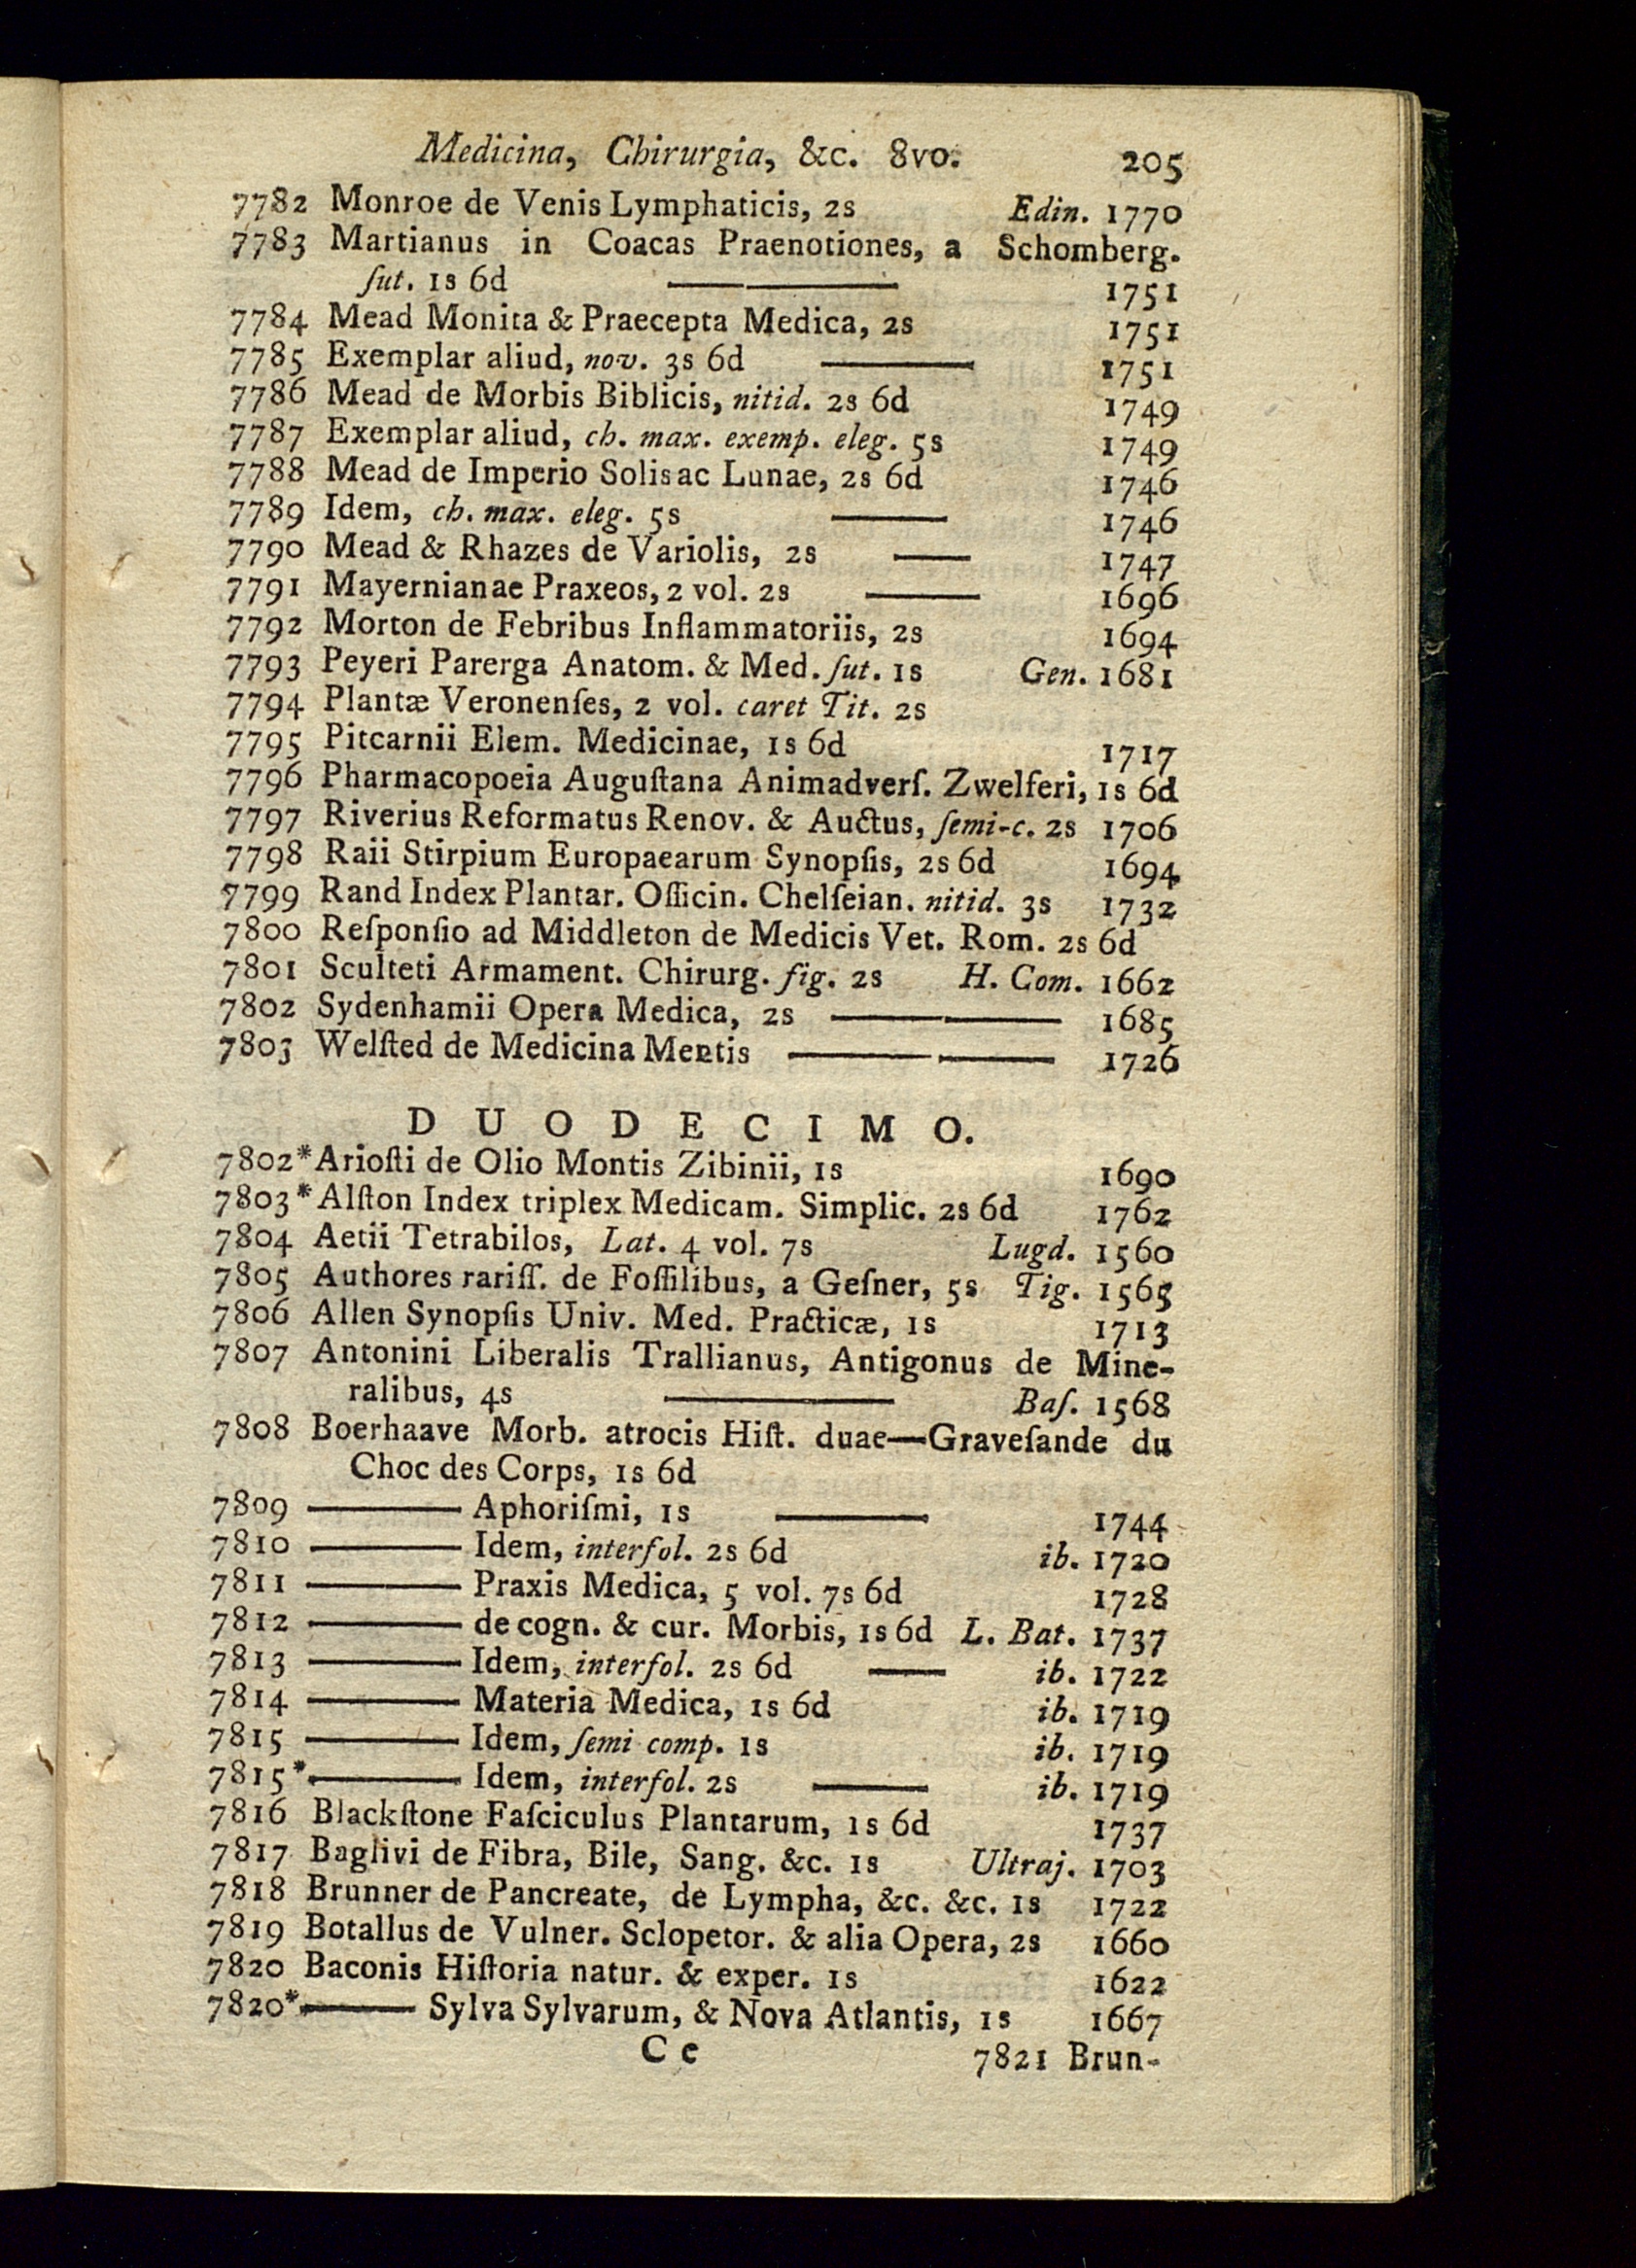 Medicina, Chirurgia, &c. 8vo. 205
7782 Monroe de Venis Lymphaticis, 2s Edin. 1770
7783 Martianus in Coacas Praenotiones, a Schomberg.
ſut. 1s 6d —— 1751
7784 Mead Monita & Praecepta Medica, 2s 1751
7785 Exemplar aliud, nov. 3s 6d —— 1751
7786 Mead de Morbis Biblicis, nitid. 2s 6d 1749
7787 Exemplar aliud, ch. max. exemp. eleg. 5s 1749
7788 Mead de Imperio Solis ac Lunae, 2s 6d 1746
7789 Idem, ch. max. eleg. 5s —— 1746
7790 Mead & Rhazes de Variolis, 2s —— 1747
7791 Mayernianae Praxeos, 2 vol. 2s —— 1696
7792 Morton de Febribus Inflammatoriis, 2s 1694
7793 Peyeri Parerga Anatom. & Med. ſut. 1s Gen. 1681
7794 Plantæ Veronenſes, 2 vol. caret Tit. 2s
7795 Pitcarnii Elem. Medicinae, 1s 6d 1717
7796 Pharmacopoeia Auguſtana Animadverſ. Zwelferi, 1s 6d
7797 Riverius Reformatus Renov. & Auctus, ſemi-c. 2s 1706
7798 Raii Stirpium Europaearum Synopſis, 2s 6d 1694
7799 Rand Index Plantar. Officin. Chelſeian. nitid. 3s 1732
7800 Reſponſio ad Middleton de Medicis Vet. Rom. 2s 6d
7801 Sculteti Armament. Chirurg. fig. 2s H. Com. 1662
7802 Sydenhamii Opera Medica, 2s —— 1685
7803 Welſted de Medicina Mentis —— 1726
DUODECIMO.
7802* Arioſti de Olio Montis Zibinii, 1s 1690
7803* Alſton Index triplex Medicam. Simplic. 2s 6d 1762
7804 Aetii Tetrabilos, Lat. 4 vol. 7s Lugd. 1560
7805 Authores rariſſ. de Foſſilibus, a Geſner, 5s Tig. 1565
7806 Allen Synopſis Univ. Med. Practicæ, 1s 1713
7807 Antonini Liberalis Trallianus, Antigonus de Mine-
ralibus, 4s —— Baſ. 1568
7808 Boerhaave Morb. atrocis Hiſt. duae—Graveſande du
Choc des Corps, 1s 6d
7809 —— Aphoriſmi, 1s —— 1744
7810 —— Idem, interfol. 2s 6d ib. 1720
7811 —— Praxis Medica, 5 vol. 7s 6d 1728
7812 —— de cogn. & cur. Morbis, 1s 6d L. Bat. 1737
7813 —— Idem, interfol. 2s 6d —— ib. 1722
7814 —— Materia Medica, 1s 6d ib. 1719
7815 —— Idem, ſemi comp. 1s ib. 1719
7815* —— Idem, interfol. 2s —— ib. 1719
7816 Blackſtone Faſciculus Plantarum, 1s 6d 1737
7817 Baglivi de Fibra, Bile, Sang. &c. 1s Ultraj. 1703
7818 Brunner de Pancreate, de Lympha, &c. &c. 1s 1722
7819 Botallus de Vulner. Sclopetor. & alia Opera, 2s 1660
7820 Baconis Hiſtoria natur. & exper. 1s 1622
7820* —— Sylva Sylvarum, & Nova Atlantis, 1s 1667
C c 7821 Brun-